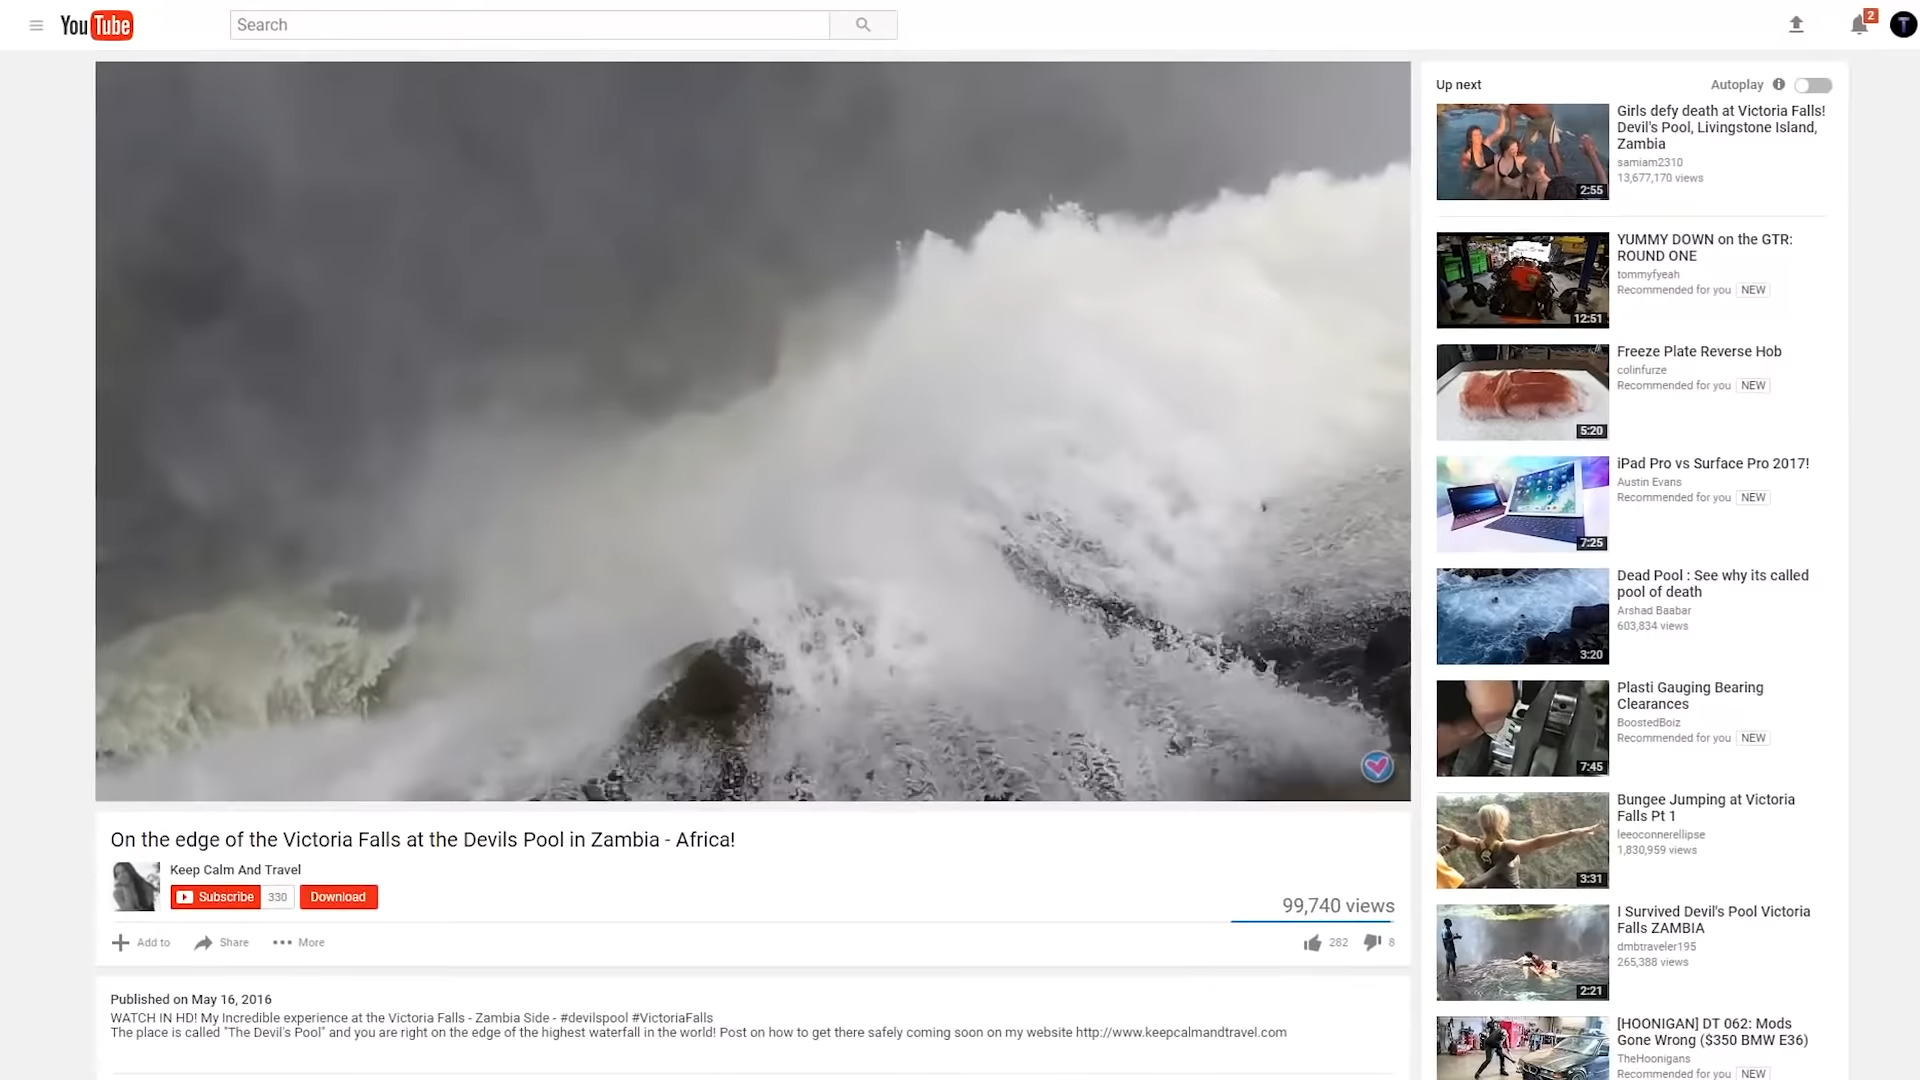 YouTube
Search
2
T
Up next
Autoplay
Girls defy death at Victoria Falls!
Devil's Pool, Livingstone Island,
Zambia
samiam2310
13,677,170 views
2:55
YUMMY DOWN on the GTR:
ROUND ONE
tommyfyeah
Recommended for you NEW
12:51
Freeze Plate Reverse Hob
colinfurze
Recommended for you NEW
5:20
iPad Pro vs Surface Pro 2017!
Austin Evans
Recommended for you NEW
7:25
Dead Pool : See why its called
pool of death
Arshad Baabar
603,834 views
3:20
Plasti Gauging Bearing
Clearances
BoostedBoiz
Recommended for you NEW
7:45
Bungee Jumping at Victoria
Falls Pt 1
leeoconnerellipse
1,830,959 views
3:31
I Survived Devil's Pool Victoria
Falls ZAMBIA
dmbtraveler195
265,388 views
2:21
[HOONIGAN] DT 062: Mods
Gone Wrong ($350 BMW E36)
TheHoonigans
Recommended for you NEW
On the edge of the Victoria Falls at the Devils Pool in Zambia - Africa!
Keep Calm And Travel
Subscribe 330 Download
99,740 views
Add to Share More
282 8
Published on May 16, 2016
WATCH IN HD! My Incredible experience at the Victoria Falls - Zambia Side - #devilspool #VictoriaFalls
The place is called "The Devil's Pool" and you are right on the edge of the highest waterfall in the world! Post on how to get there safely coming soon on my website http://www.keepcalmandtravel.com